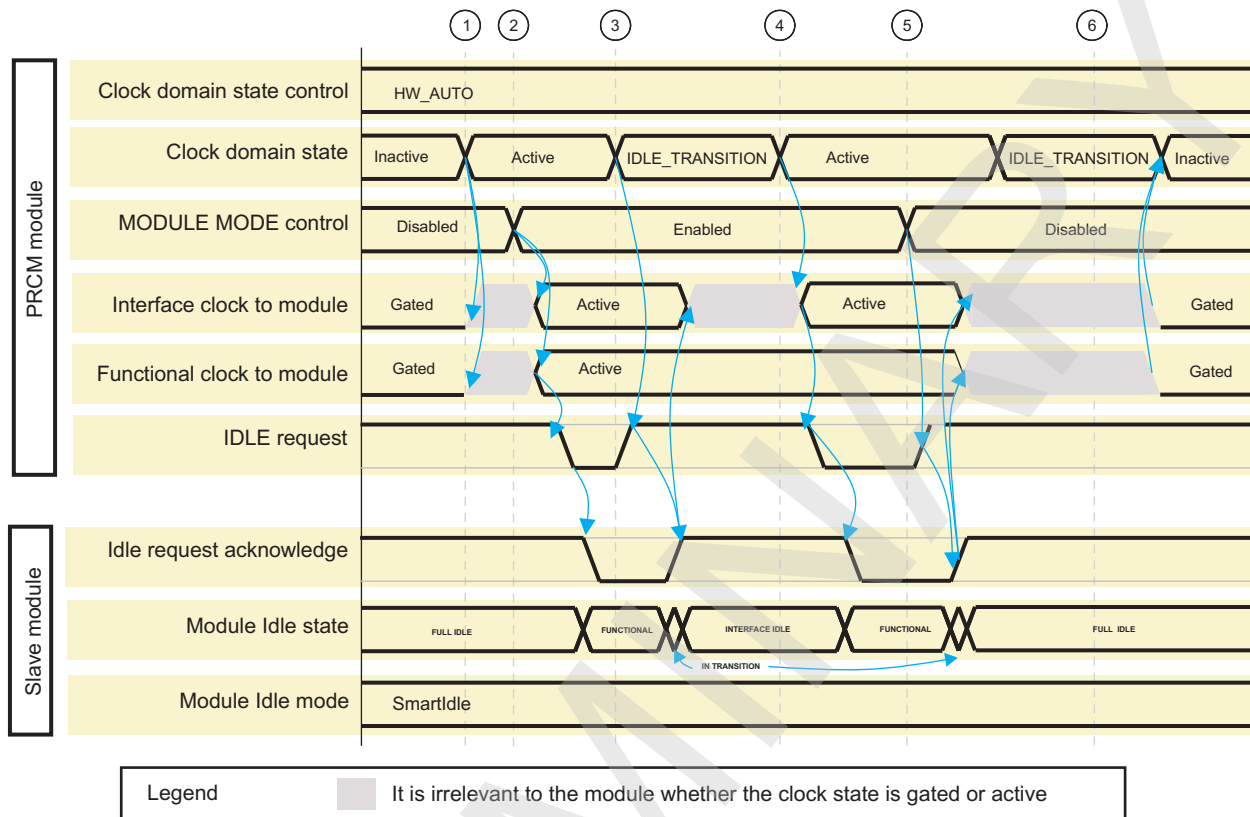 1 2 3 4 5 6
PRCM module
Clock domain state control HW_AUTO
Clock domain state Inactive Active IDLE_TRANSITION Active IDLE_TRANSITION Inactive
MODULE MODE control Disabled Enabled Disabled
Interface clock to module Gated Active Active Gated
Functional clock to module Gated Active Gated
IDLE request
Slave module
Idle request acknowledge
Module Idle state FULL IDLE FUNCTIONAL INTERFACE IDLE FUNCTIONAL FULL IDLE
IN TRANSITION
Module Idle mode SmartIdle
Legend It is irrelevant to the module whether the clock state is gated or active
MINARY